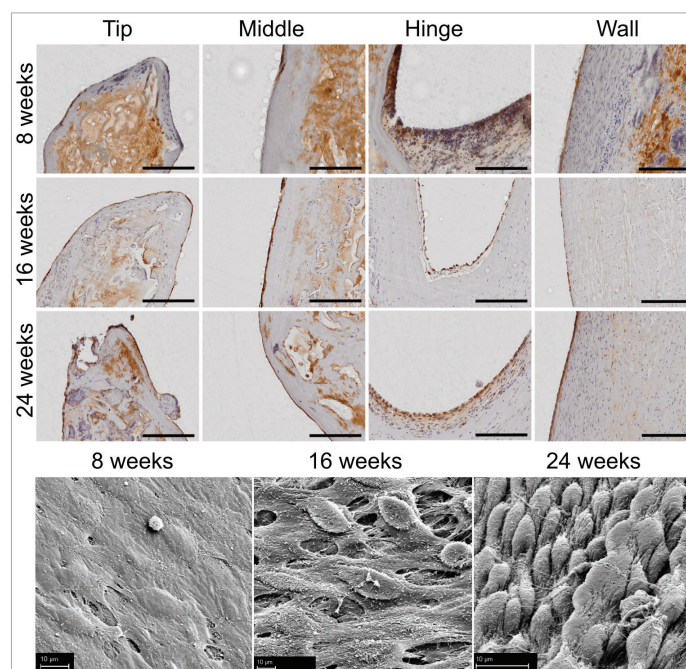 Tip Middle Hinge Wall
8 weeks
16 weeks
24 weeks
8 weeks 16 weeks 24 weeks
10 µm 10 µm 10 µm